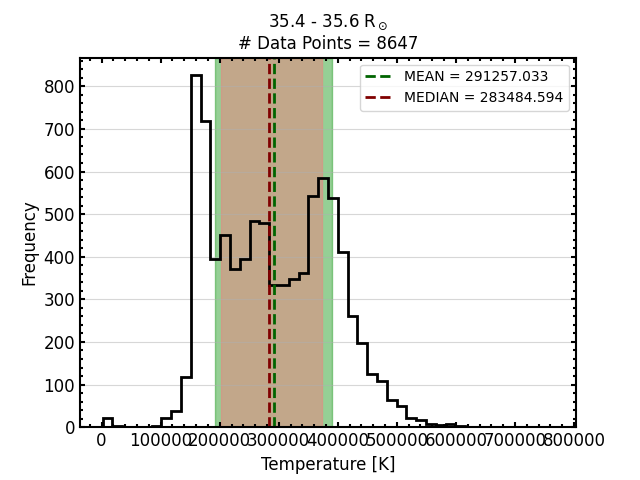 35.4 - 35.6 R⊙
# Data Points = 8647
MEAN = 291257.033
MEDIAN = 283484.594
800
700
600
500
400
300
200
100
0
Frequency
0 100000 200000 300000 400000 500000 600000 700000 800000
Temperature [K]